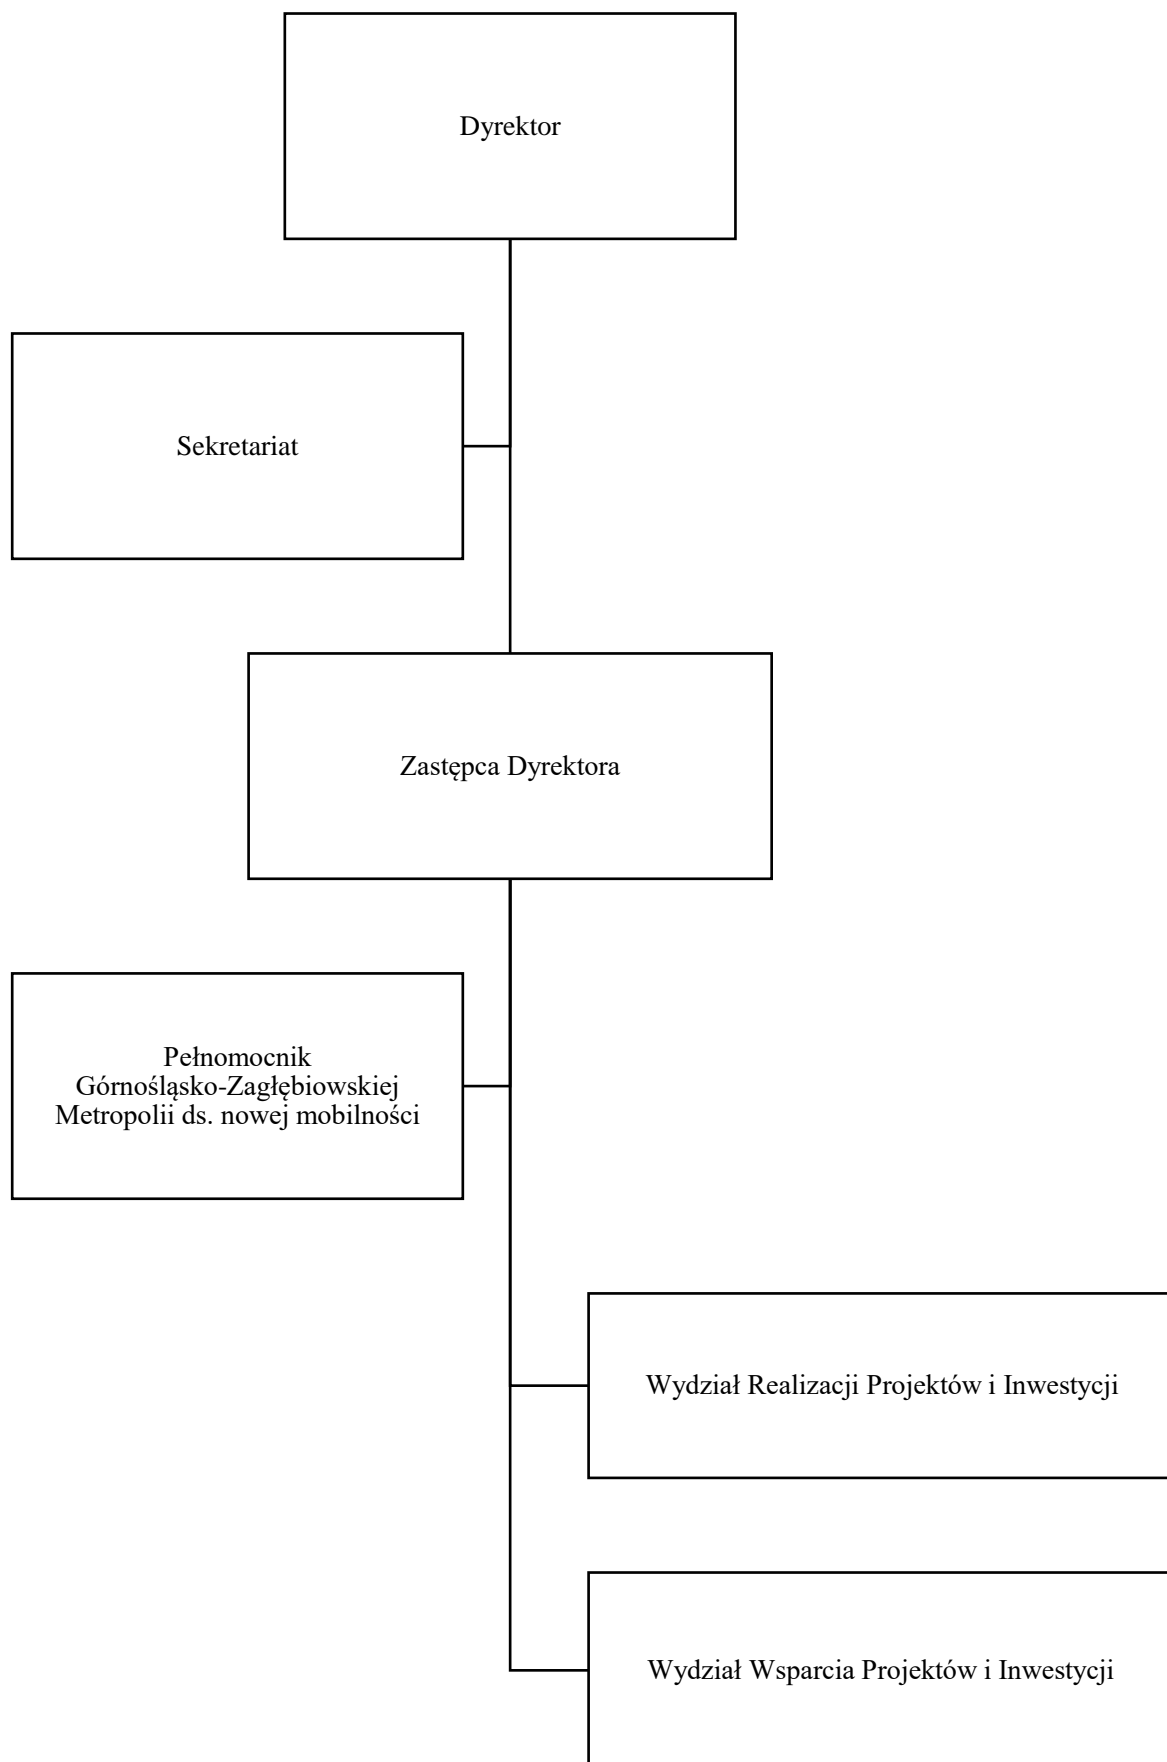 Dyrektor
Sekretariat
Zastępca Dyrektora
Pełnomocnik
Górnośląsko-Zagłębiowskiej
Metropolii ds. nowej mobilności
Wydział Realizacji Projektów i Inwestycji
Wydział Wsparcia Projektów i Inwestycji